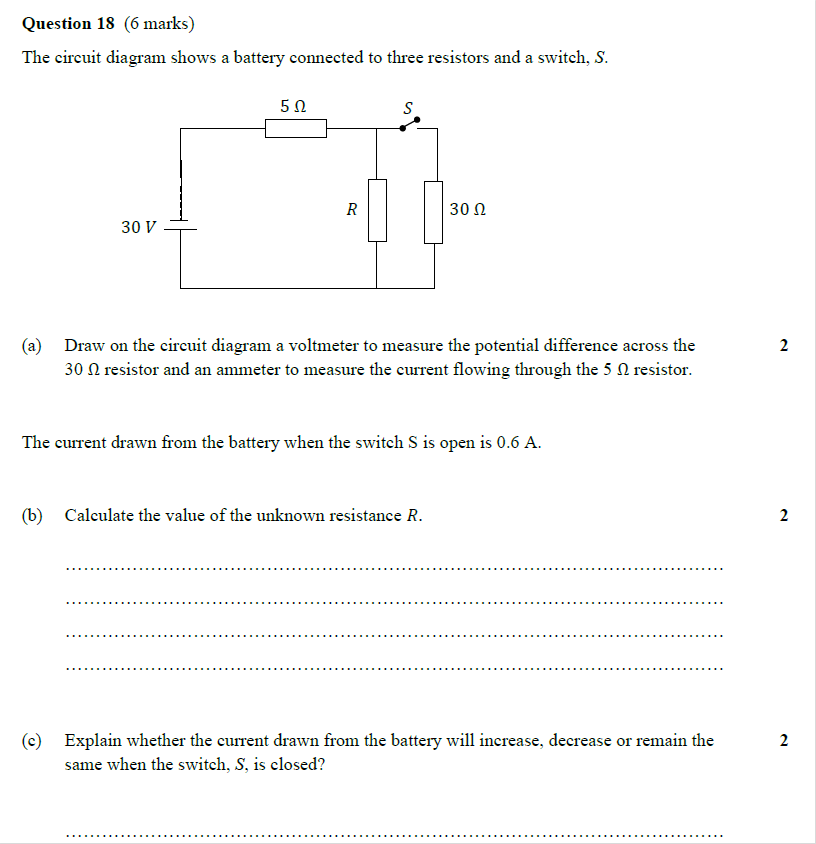 Question 18 (6 marks)
The circuit diagram shows a battery connected to three resistors and a switch, S.
5 Ω
S
R
30 Ω
30 V
(a) Draw on the circuit diagram a voltmeter to measure the potential difference across the 2
30 Ω resistor and an ammeter to measure the current flowing through the 5 Ω resistor.
The current drawn from the battery when the switch S is open is 0.6 A.
(b) Calculate the value of the unknown resistance R. 2
(c) Explain whether the current drawn from the battery will increase, decrease or remain the 2
same when the switch, S, is closed?